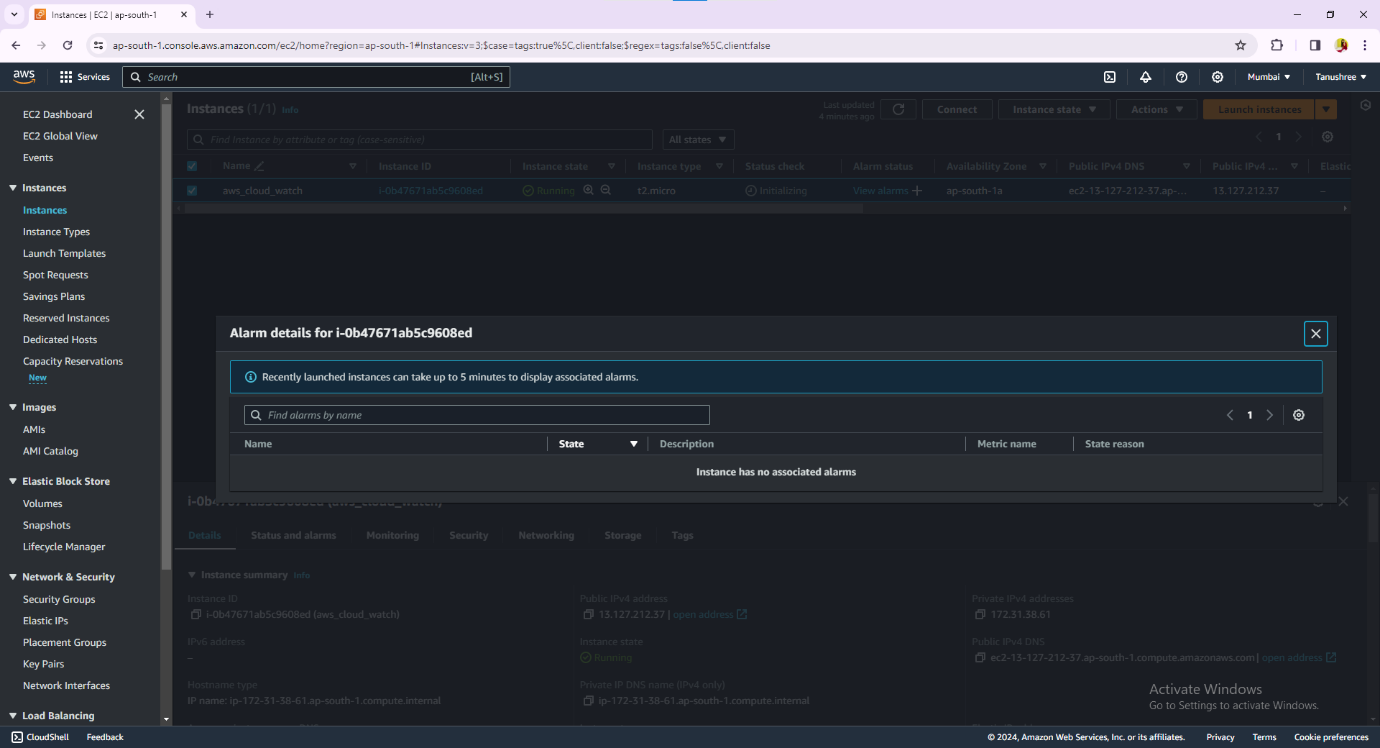 Instances | EC2 | ap-south-1
ap-south-1.console.aws.amazon.com/ec2/home?region=ap-south-1#Instances:v=3;$case=tags:true%5C,client:false;$regex=tags:false%5C,client:false
aws Services Search [Alt+S] Mumbai Tanushree
EC2 Dashboard
EC2 Global View
Events
Instances
Instances
Instance Types
Launch Templates
Spot Requests
Savings Plans
Reserved Instances
Dedicated Hosts
Capacity Reservations
New
Images
AMIs
AMI Catalog
Elastic Block Store
Volumes
Snapshots
Lifecycle Manager
Network & Security
Security Groups
Elastic IPs
Placement Groups
Key Pairs
Network Interfaces
Load Balancing
Instances (1/1) Info
Last updated
4 minutes ago
Connect Instance state Actions Launch instances
Find Instance by attribute or tag (case-sensitive) All states 1
Name Instance ID Instance state Instance type Status check Alarm status Availability Zone Public IPv4 DNS Public IPv4 ... Elastic
aws_cloud_watch i-0b47671ab5c9608ed Running t2.micro Initializing View alarms + ap-south-1a ec2-13-127-212-37.ap-... 13.127.212.37 –
Alarm details for i-0b47671ab5c9608ed
Recently launched instances can take up to 5 minutes to display associated alarms.
Find alarms by name 1
Name State Description Metric name State reason
Instance has no associated alarms
Details Status and alarms Monitoring Security Networking Storage Tags
Instance summary Info
Instance ID
i-0b47671ab5c9608ed (aws_cloud_watch)
IPv6 address
–
Hostname type
IP name: ip-172-31-38-61.ap-south-1.compute.internal
Public IPv4 address
13.127.212.37 | open address
Instance state
Running
Private IP DNS name (IPv4 only)
ip-172-31-38-61.ap-south-1.compute.internal
Private IPv4 addresses
172.31.38.61
Public IPv4 DNS
ec2-13-127-212-37.ap-south-1.compute.amazonaws.com | open address
Activate Windows
Go to Settings to activate Windows.
CloudShell Feedback © 2024, Amazon Web Services, Inc. or its affiliates. Privacy Terms Cookie preferences